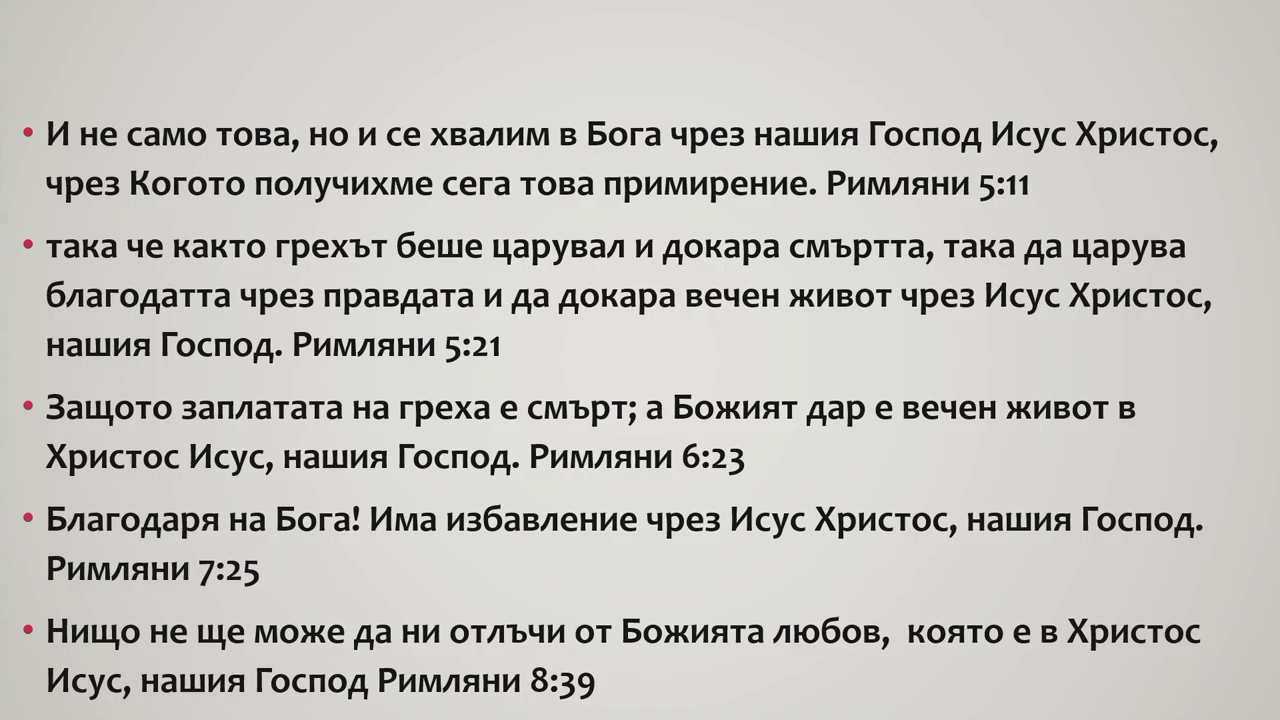 • И не само това, но и се хвалим в Бога чрез нашия Господ Исус Христос,
чрез Когото получихме сега това примирение. Римляни 5:11
• така че както грехът беше царувал и докара смъртта, така да царува
благодатта чрез правдата и да докара вечен живот чрез Исус Христос,
нашия Господ. Римляни 5:21
• Защото заплатата на греха е смърт; а Божият дар е вечен живот в
Христос Исус, нашия Господ. Римляни 6:23
• Благодаря на Бога! Има избавление чрез Исус Христос, нашия Господ.
Римляни 7:25
• Нищо не ще може да ни отлъчи от Божията любов,  която е в Христос
Исус, нашия Господ Римляни 8:39